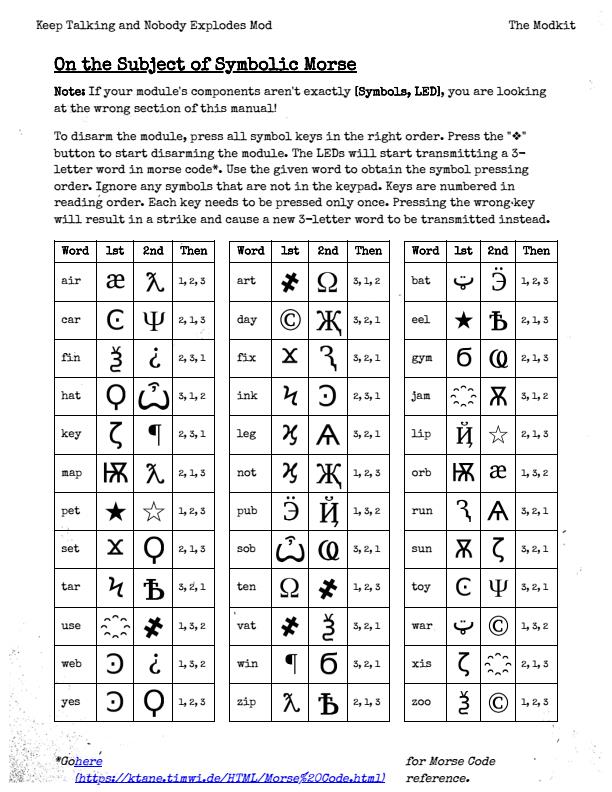 Keep Talking and Nobody Explodes Mod The Modkit
On the Subject of Symbolic Morse
Note: If your module's components aren't exactly [Symbols, LED], you are looking
at the wrong section of this manual!
To disarm the module, press all symbol keys in the right order. Press the "❖"
button to start disarming the module. The LEDs will start transmitting a 3-
letter word in morse code*. Use the given word to obtain the symbol pressing
order. Ignore any symbols that are not in the keypad. Keys are numbered in
reading order. Each key needs to be pressed only once. Pressing the wrong key
will result in a strike and cause a new 3-letter word to be transmitted instead.
Word 1st 2nd Then Word 1st 2nd Then Word 1st 2nd Then
air æ ƛ 1, 2, 3 art ҂ Ω 3, 1, 2 bat ټ Ӭ 1, 2, 3
car Ͼ Ψ 2, 1, 3 day © Җ 3, 2, 1 eel ★ Ѣ 2, 1, 3
fin Ѯ ¿ 2, 3, 1 fix Ϫ Ԇ 3, 2, 1 gym б Ҩ 2, 1, 3
hat Ϙ Ѽ 3, 1, 2 ink Ϟ Ͽ 2, 3, 1 jam ҈ Ѫ 3, 1, 2
key ζ ¶ 2, 3, 1 leg ϗ Ѧ 3, 2, 1 lip Ҋ ☆ 2, 1, 3
map Ѭ ƛ 2, 1, 3 not ϗ Җ 1, 2, 3 orb Ѭ æ 1, 3, 2
pet ★ ☆ 1, 2, 3 pub Ӭ Ҋ 1, 3, 2 run Ԇ Ѧ 3, 2, 1
set Ϫ Ϙ 2, 1, 3 sob Ѽ Ҩ 3, 2, 1 sun Ѫ ζ 3, 2, 1
tar Ϟ Ѣ 3, 2, 1 ten Ω ҂ 1, 2, 3 toy Ͼ Ψ 3, 2, 1
use ҈ ҂ 1, 3, 2 vat ҂ Ѯ 3, 2, 1 war ټ © 1, 3, 2
web Ͽ ¿ 1, 3, 2 win ¶ б 3, 2, 1 xis ζ ҈ 2, 1, 3
yes Ͽ Ϙ 1, 2, 3 zip ƛ Ѣ 2, 1, 3 zoo Ѯ © 1, 2, 3
*Go here for Morse Code
(https://ktane.timwi.de/HTML/Morse%20Code.html) reference.